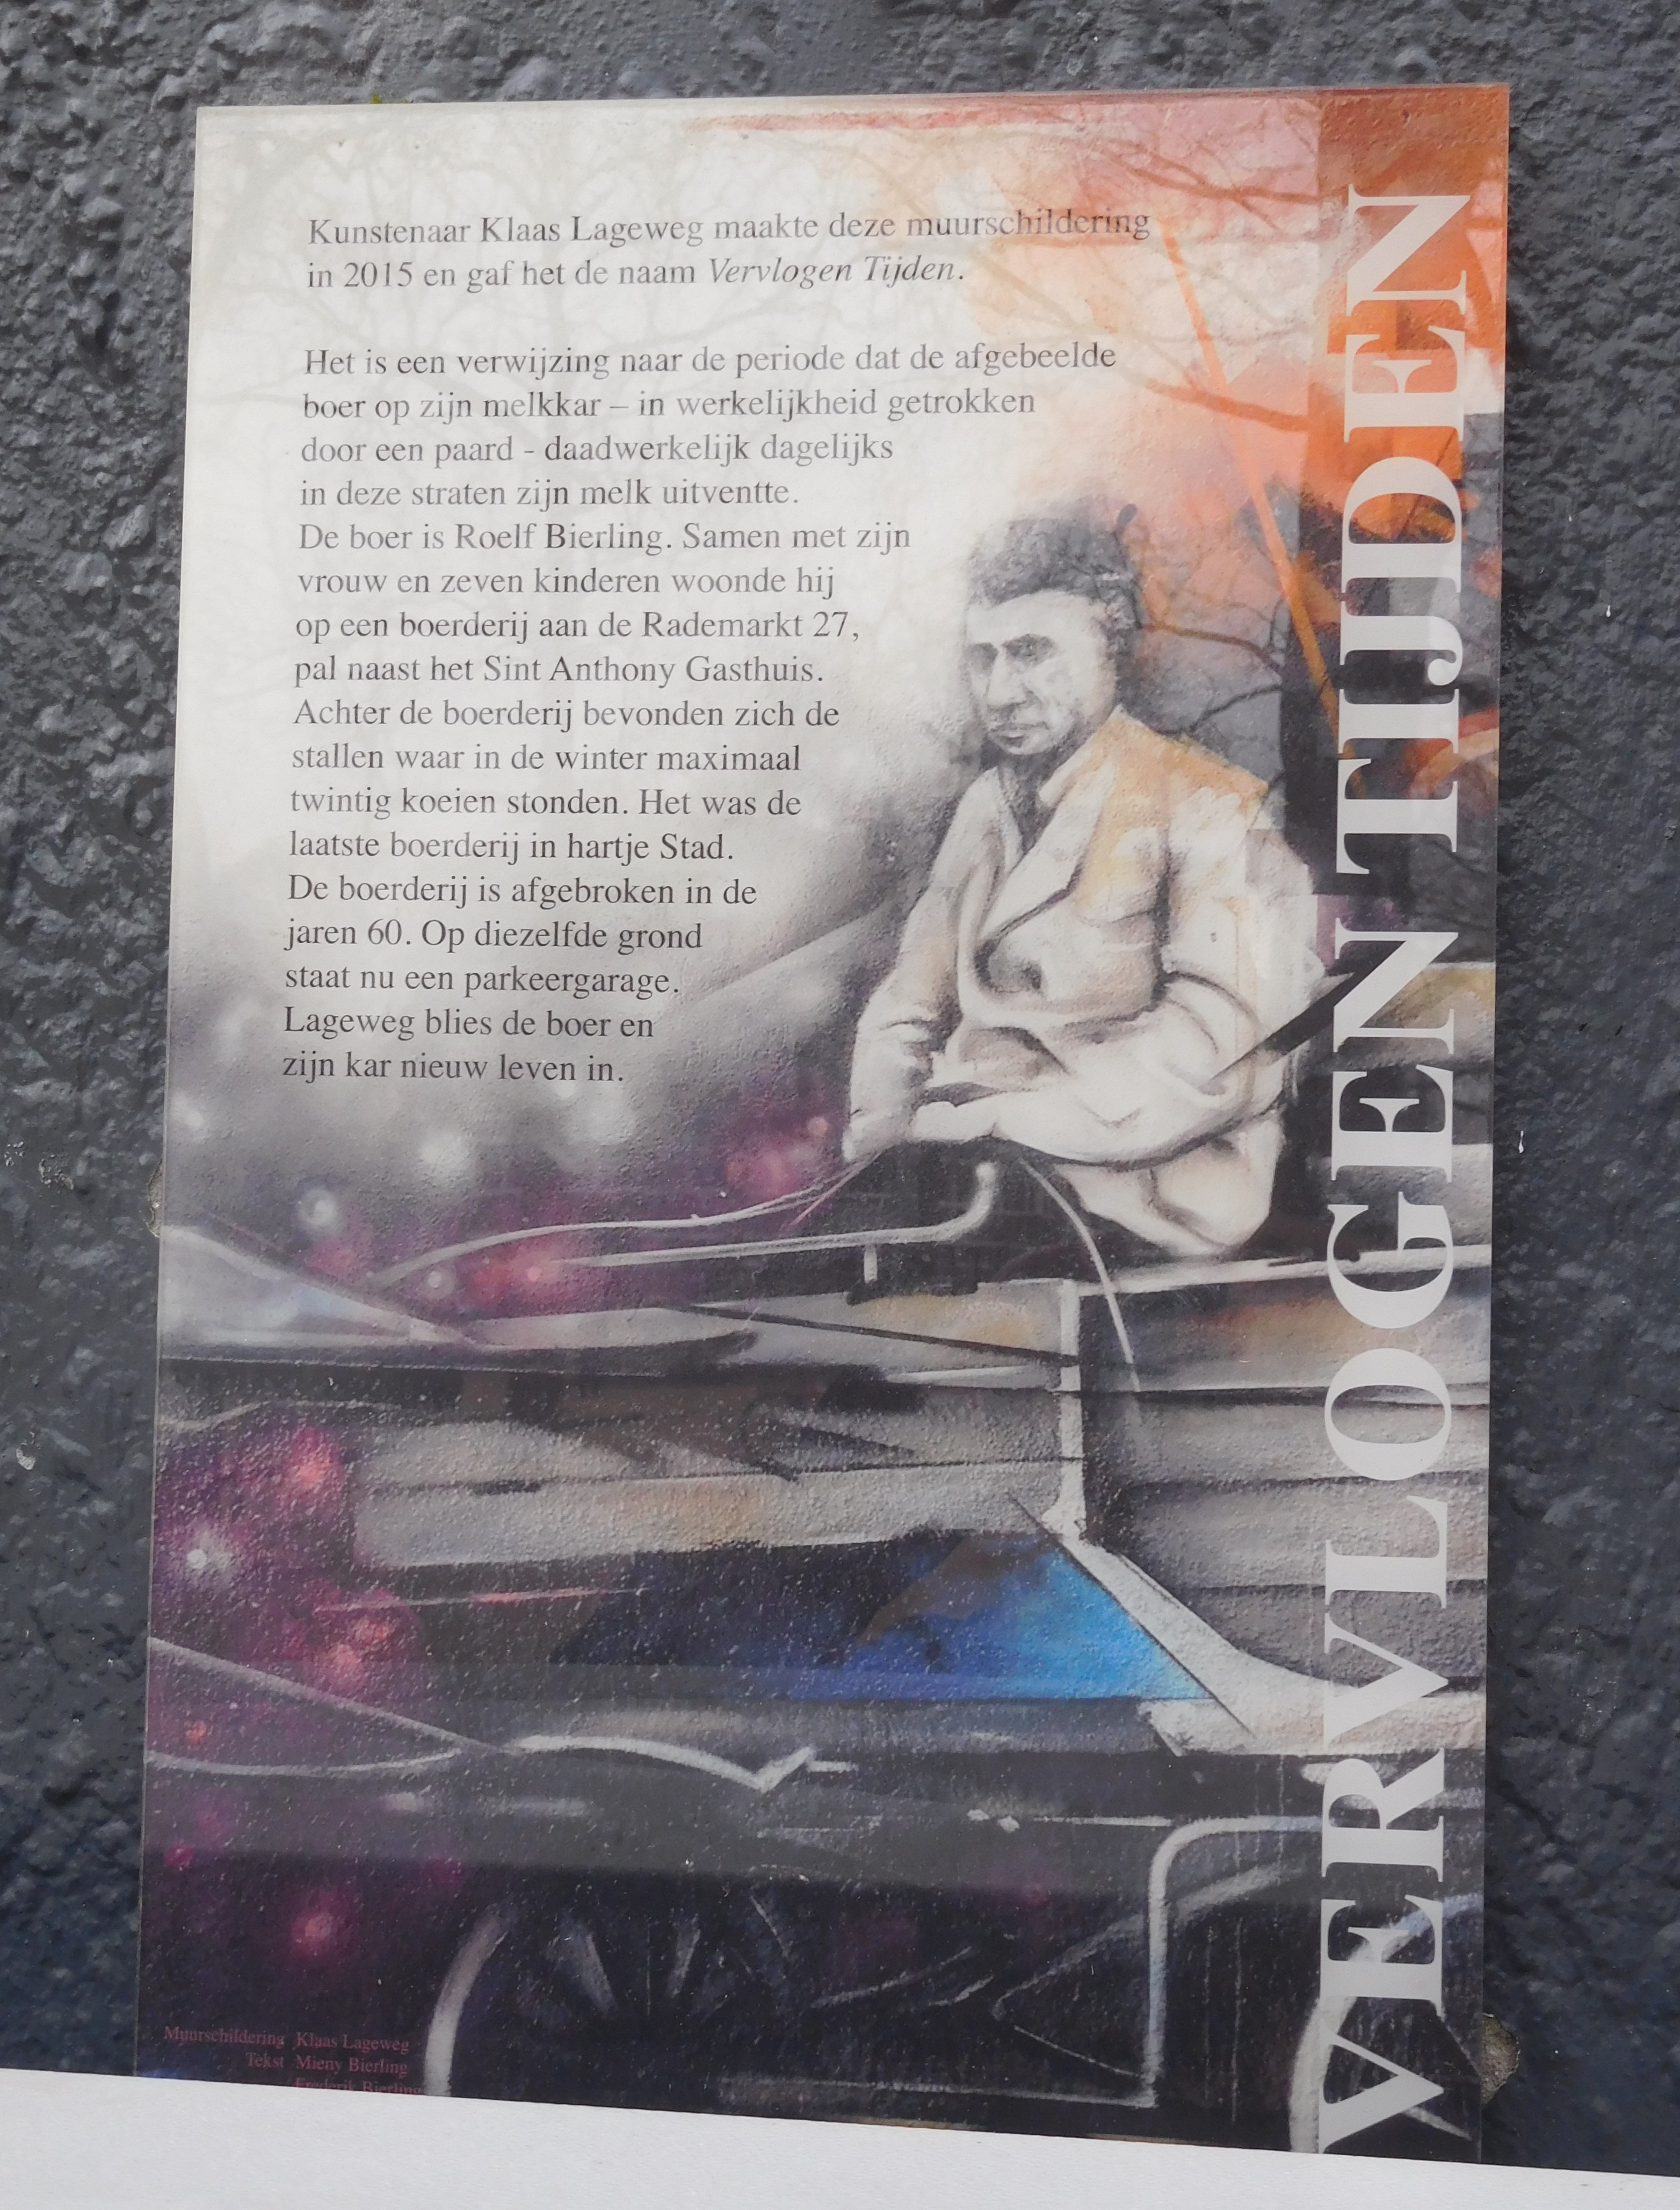 Kunstenaar Klaas Lageweg maakte deze muurschildering
in 2015 en gaf het de naam Vervlogen Tijden.
Het is een verwijzing naar de periode dat de afgebeelde
boer op zijn melkkar – in werkelijkheid getrokken
door een paard - daadwerkelijk dagelijks
in deze straten zijn melk uitventte.
De boer is Roelf Bierling. Samen met zijn
vrouw en zeven kinderen woonde hij
op een boerderij aan de Rademarkt 27,
pal naast het Sint Anthony Gasthuis.
Achter de boerderij bevonden zich de
stallen waar in de winter maximaal
twintig koeien stonden. Het was de
laatste boerderij in hartje Stad.
De boerderij is afgebroken in de
jaren 60. Op diezelfde grond
staat nu een parkeergarage.
Lageweg blies de boer en
zijn kar nieuw leven in.
VERVLOGEN TIJDEN
Muurschildering Klaas Lageweg
Tekst Mieny Bierling
Frederik Bierling